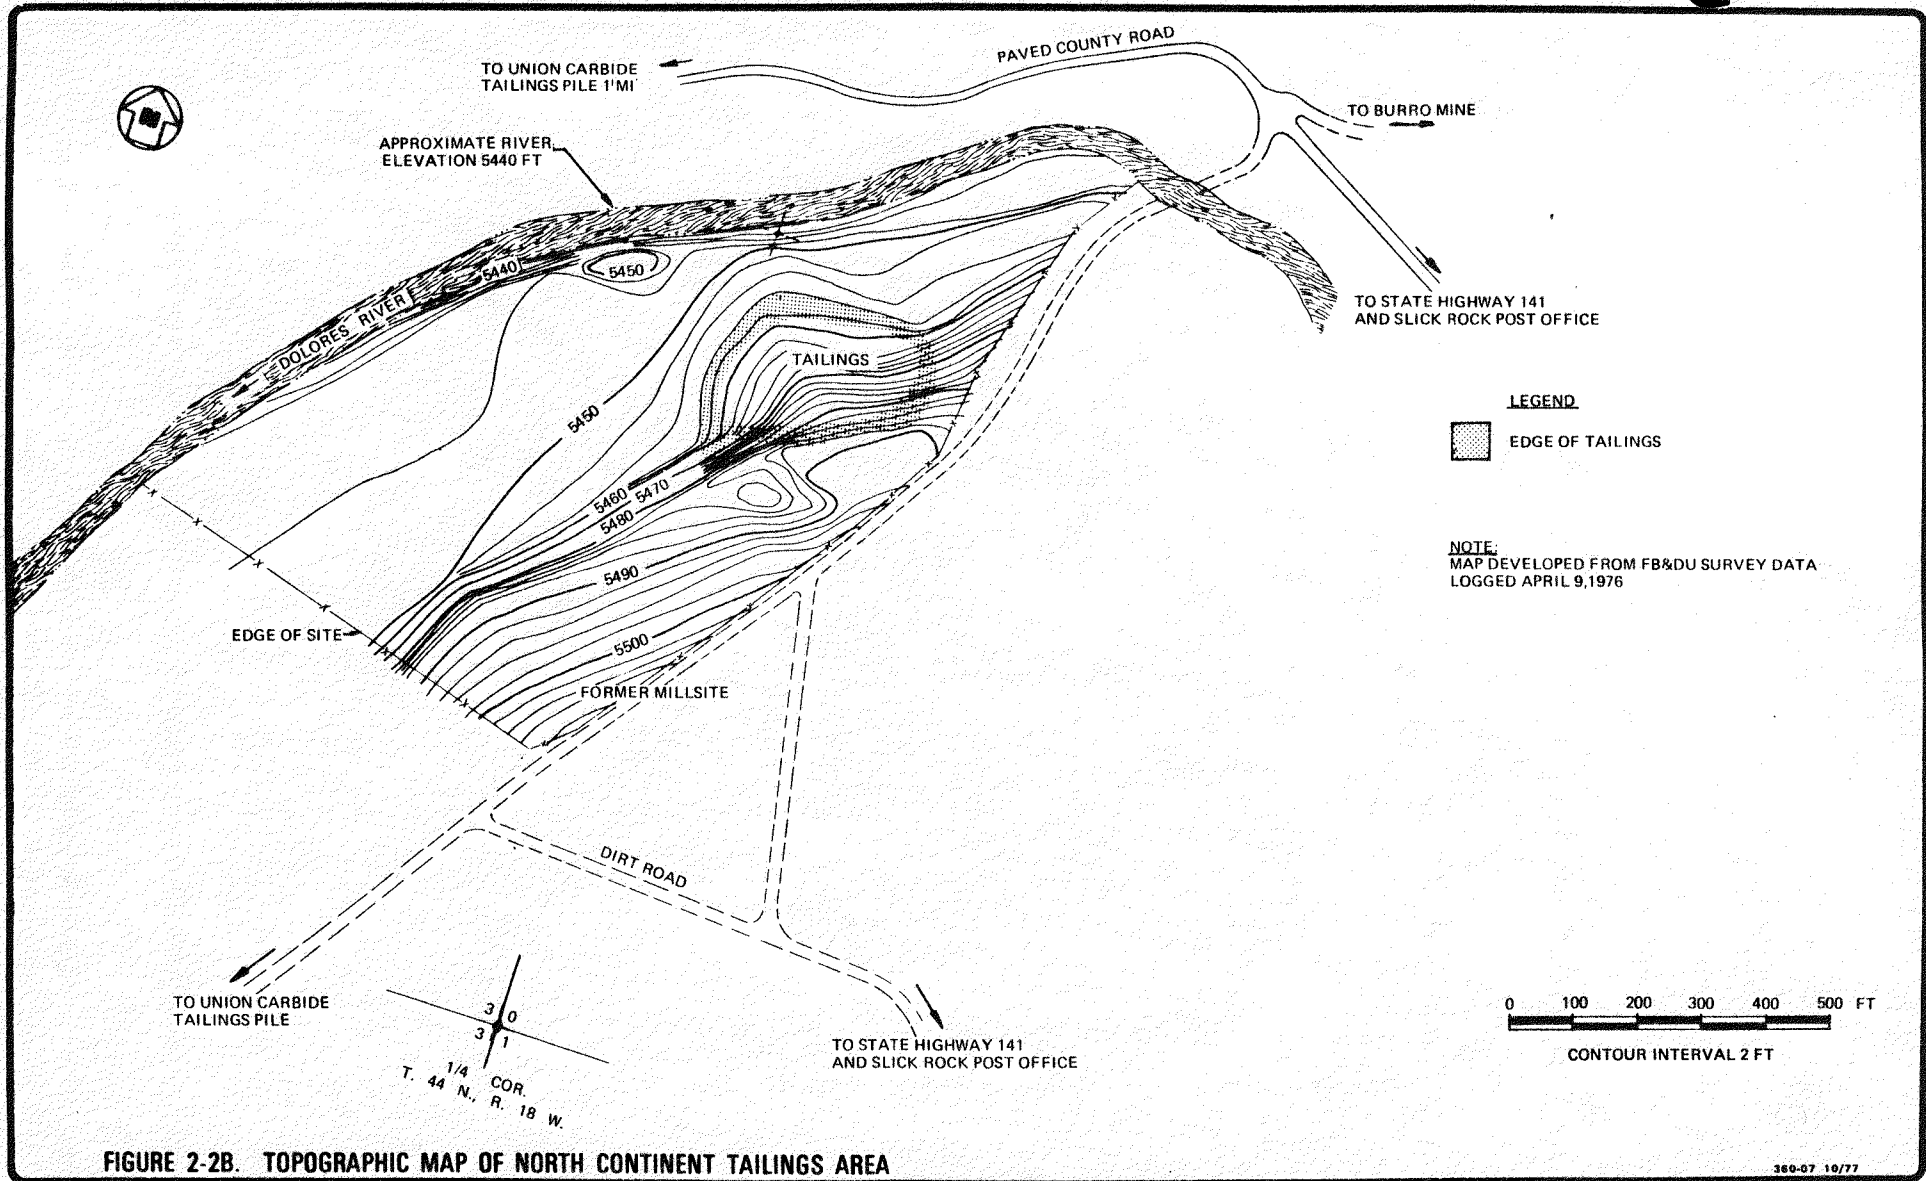 PAVED COUNTY ROAD
TO UNION CARBIDE
TAILINGS PILE 1 MI
TO BURRO MINE
APPROXIMATE RIVER
ELEVATION 5440 FT
5440
5450
DOLORES RIVER
TO STATE HIGHWAY 141
AND SLICK ROCK POST OFFICE
TAILINGS
5450
LEGEND
EDGE OF TAILINGS
5460
5470
5480
NOTE:
MAP DEVELOPED FROM FB&DU SURVEY DATA
LOGGED APRIL 9,1976
5490
EDGE OF SITE
5500
FORMER MILLSITE
DIRT ROAD
TO UNION CARBIDE
TAILINGS PILE
3 0
3 1
1/4 COR.
T. 44 N., R. 18 W.
TO STATE HIGHWAY 141
AND SLICK ROCK POST OFFICE
0 100 200 300 400 500 FT
CONTOUR INTERVAL 2 FT
FIGURE 2-2B. TOPOGRAPHIC MAP OF NORTH CONTINENT TAILINGS AREA
360-07 10/77